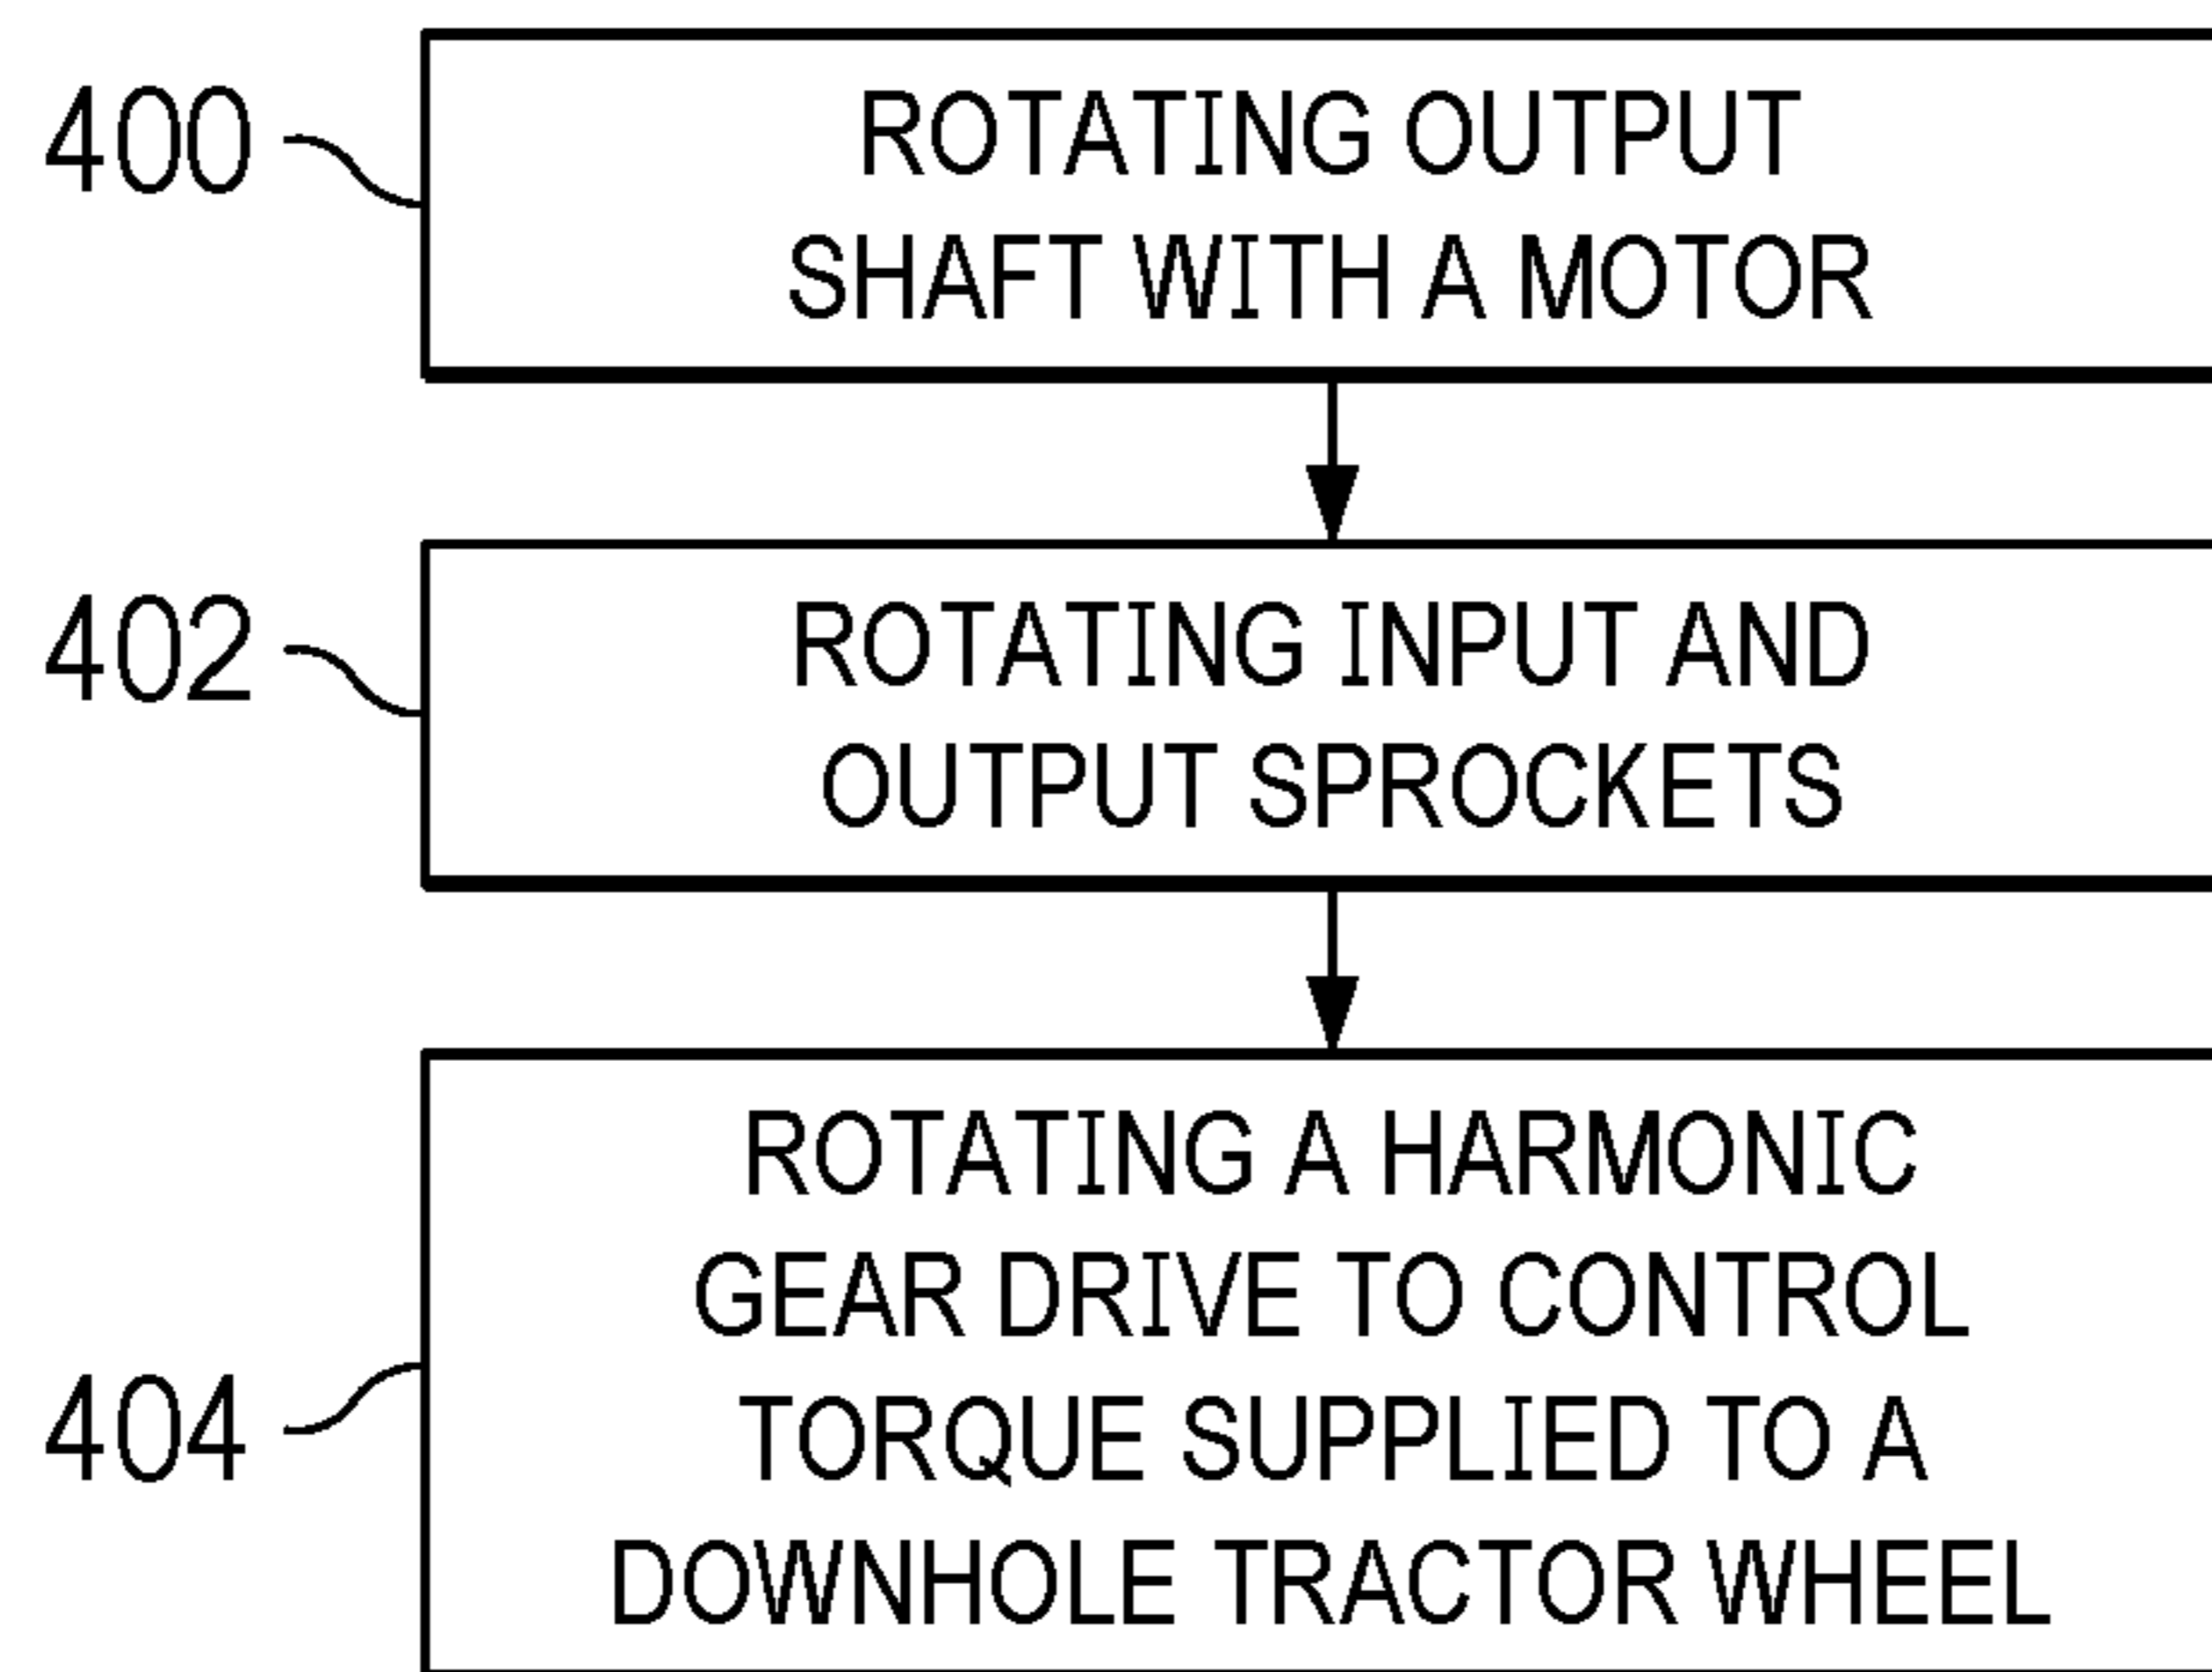 400
ROTATING OUTPUT
SHAFT WITH A MOTOR
402
ROTATING INPUT AND
OUTPUT SPROCKETS
404
ROTATING A HARMONIC
GEAR DRIVE TO CONTROL
TORQUE SUPPLIED TO A
DOWNHOLE TRACTOR WHEEL